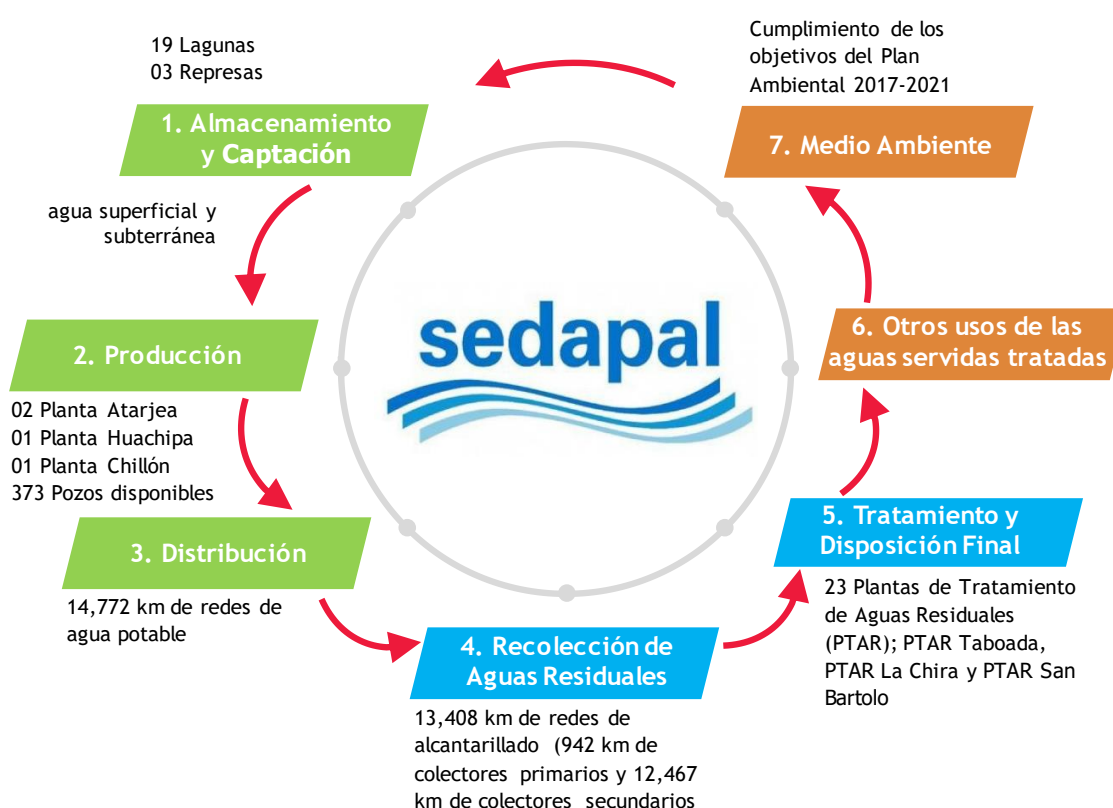 19 Lagunas
03 Represas
1. Almacenamiento
y Captación
agua superficial y
subterránea
2. Producción
02 Planta Atarjea
01 Planta Huachipa
01 Planta Chillón
373 Pozos disponibles
3. Distribución
14,772 km de redes de
agua potable
4. Recolección de
Aguas Residuales
13,408 km de redes de
alcantarillado (942 km de
colectores primarios y 12,467
km de colectores secundarios
5. Tratamiento y
Disposición Final
23 Plantas de Tratamiento
de Aguas Residuales
(PTAR); PTAR Taboada,
PTAR La Chira y PTAR San
Bartolo
6. Otros usos de las
aguas servidas tratadas
Cumplimiento de los
objetivos del Plan
Ambiental 2017-2021
7. Medio Ambiente
sedapal